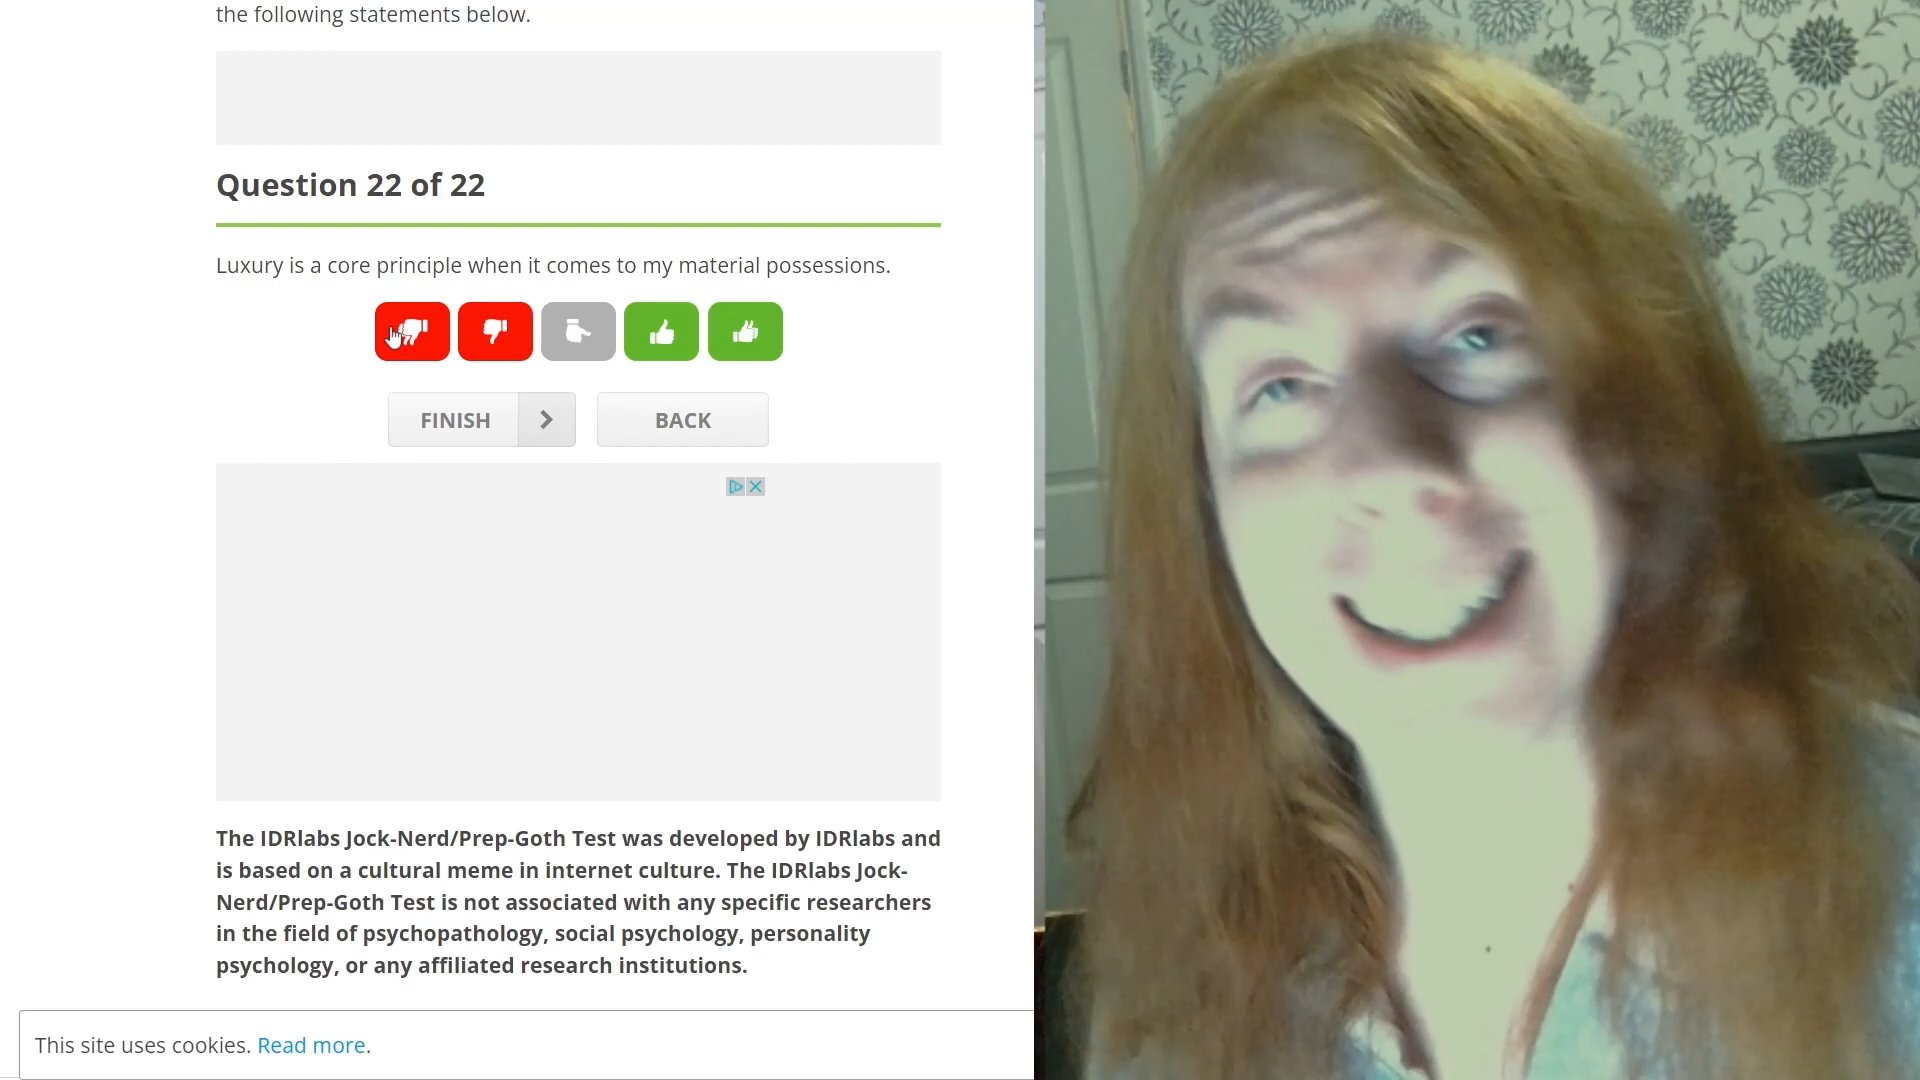 the following statements below.
Question 22 of 22
Luxury is a core principle when it comes to my material possessions.
FINISH
BACK
The IDRlabs Jock-Nerd/Prep-Goth Test was developed by IDRlabs and
is based on a cultural meme in internet culture. The IDRlabs Jock-
Nerd/Prep-Goth Test is not associated with any specific researchers
in the field of psychopathology, social psychology, personality
psychology, or any affiliated research institutions.
This site uses cookies. Read more.